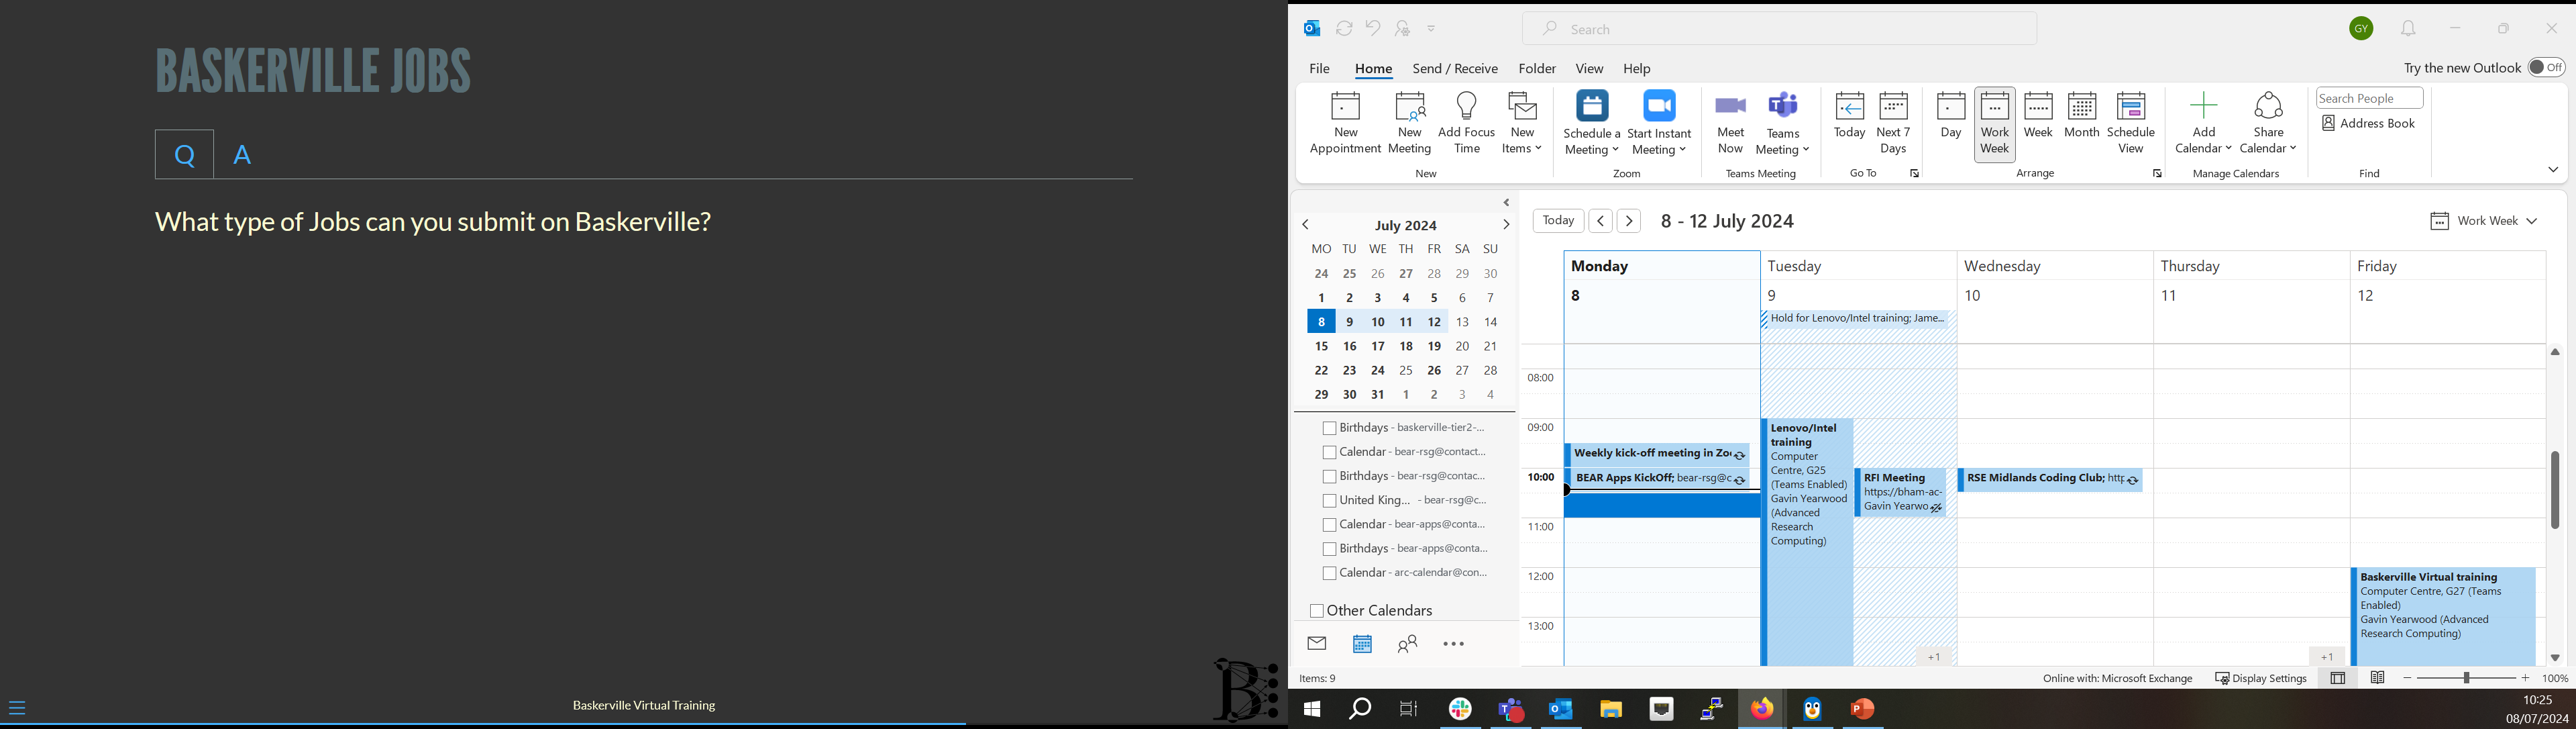 BASKERVILLE JOBS
Q A
What type of Jobs can you submit on Baskerville?
Baskerville Virtual Training
B
Search
GY
File Home Send / Receive Folder View Help
Try the new Outlook Off
New Appointment
New Meeting
Add Focus Time
New Items
New
Schedule a Meeting
Start Instant Meeting
Zoom
Meet Now
Teams Meeting
Teams Meeting
Today
Next 7 Days
Go To
Day
Work Week
Week
Month
Schedule View
Arrange
Add Calendar
Share Calendar
Manage Calendars
Search People
Address Book
Find
July 2024
MO TU WE TH FR SA SU
24 25 26 27 28 29 30
1 2 3 4 5 6 7
8 9 10 11 12 13 14
15 16 17 18 19 20 21
22 23 24 25 26 27 28
29 30 31 1 2 3 4
Birthdays - baskerville-tier2-...
Calendar - bear-rsg@contact...
Birthdays - bear-rsg@contac...
United King... - bear-rsg@c...
Calendar - bear-apps@conta...
Birthdays - bear-apps@conta...
Calendar - arc-calendar@con...
Other Calendars
Today
8 - 12 July 2024
Work Week
Monday Tuesday Wednesday Thursday Friday
8 9 10 11 12
Hold for Lenovo/Intel training; Jame...
08:00
09:00
10:00
11:00
12:00
13:00
Weekly kick-off meeting in Zo
BEAR Apps KickOff; bear-rsg@c
Lenovo/Intel
training
Computer
Centre, G25
(Teams Enabled)
Gavin Yearwood
(Advanced
Research
Computing)
RFI Meeting
https://bham-ac-
Gavin Yearwo
RSE Midlands Coding Club; http
Baskerville Virtual training
Computer Centre, G27 (Teams
Enabled)
Gavin Yearwood (Advanced
Research Computing)
+1
+1
Items: 9
Online with: Microsoft Exchange
Display Settings
100%
10:25
08/07/2024